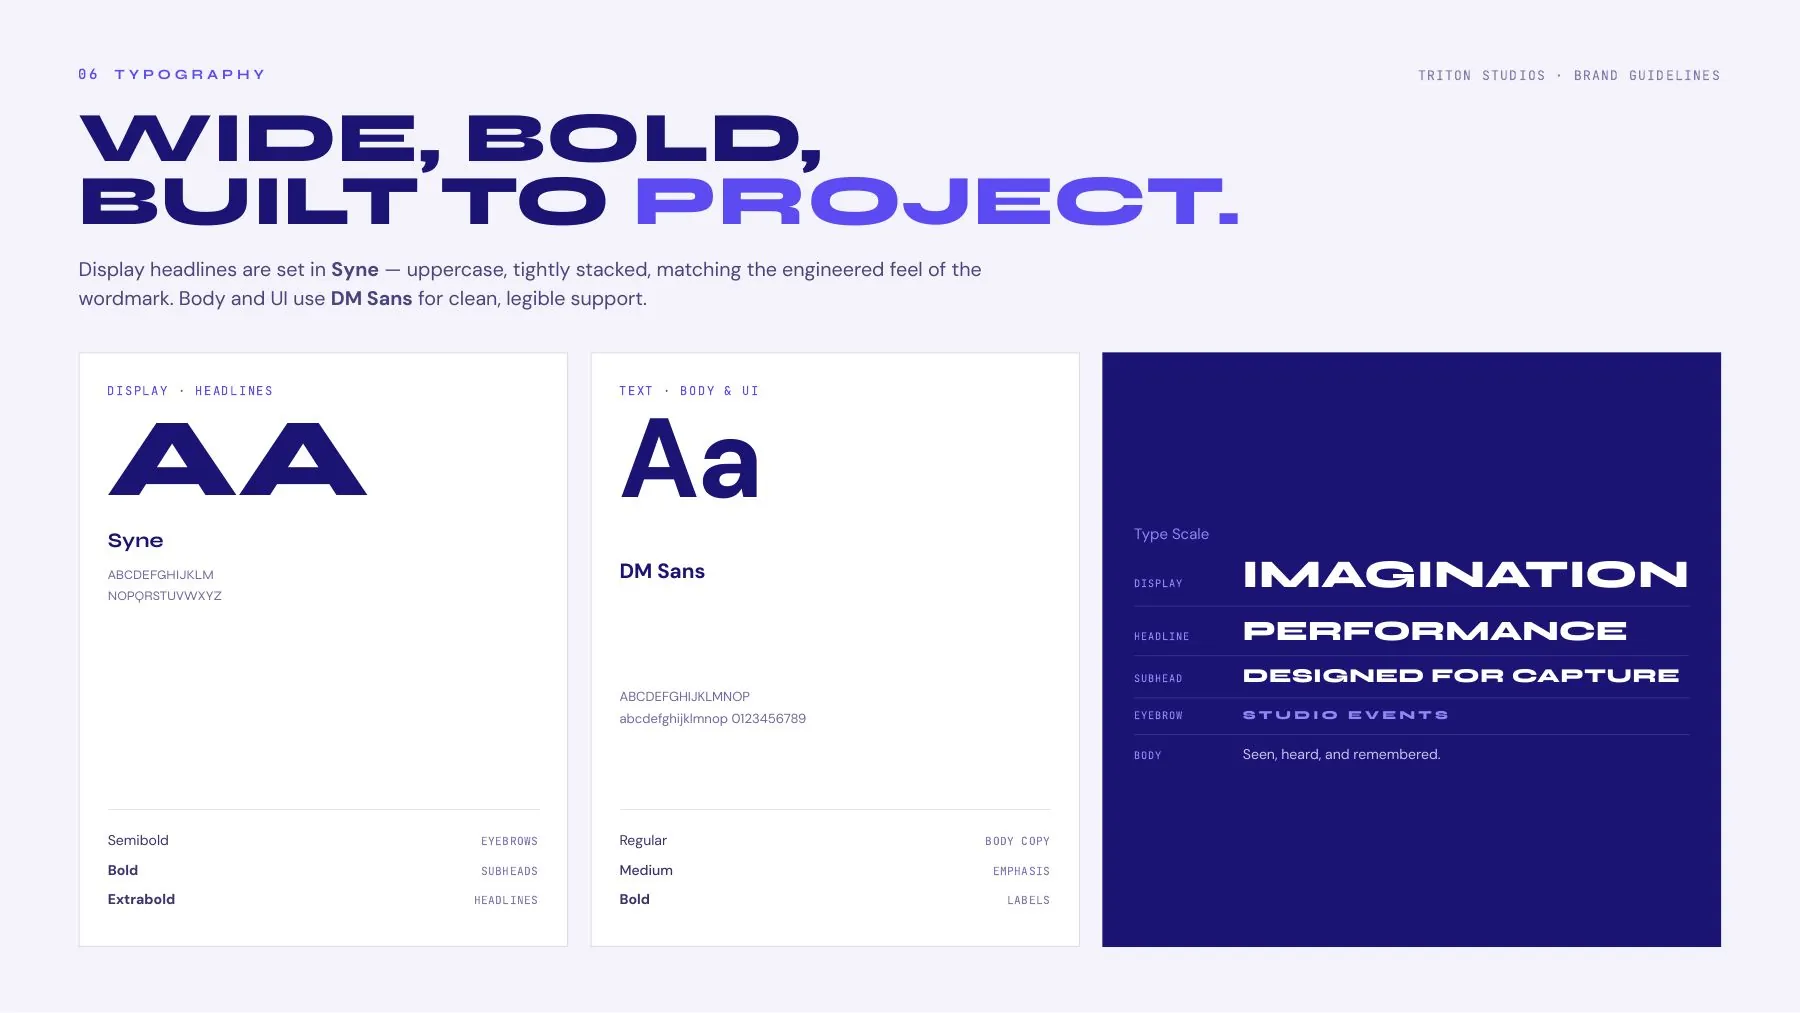 06 TYPOGRAPHY
TRITON STUDIOS · BRAND GUIDELINES
WIDE, BOLD,
BUILT TO PROJECT.
Display headlines are set in Syne — uppercase, tightly stacked, matching the engineered feel of the
wordmark. Body and UI use DM Sans for clean, legible support.
DISPLAY · HEADLINES
AA
Syne
ABCDEFGHIJKLM
NOPQRSTUVWXYZ
Semibold EYEBROWS
Bold SUBHEADS
Extrabold HEADLINES
TEXT · BODY & UI
Aa
DM Sans
ABCDEFGHIJKLMNOP
abcdefghijklmnop 0123456789
Regular BODY COPY
Medium EMPHASIS
Bold LABELS
Type Scale
DISPLAY IMAGINATION
HEADLINE PERFORMANCE
SUBHEAD DESIGNED FOR CAPTURE
EYEBROW STUDIO EVENTS
BODY Seen, heard, and remembered.